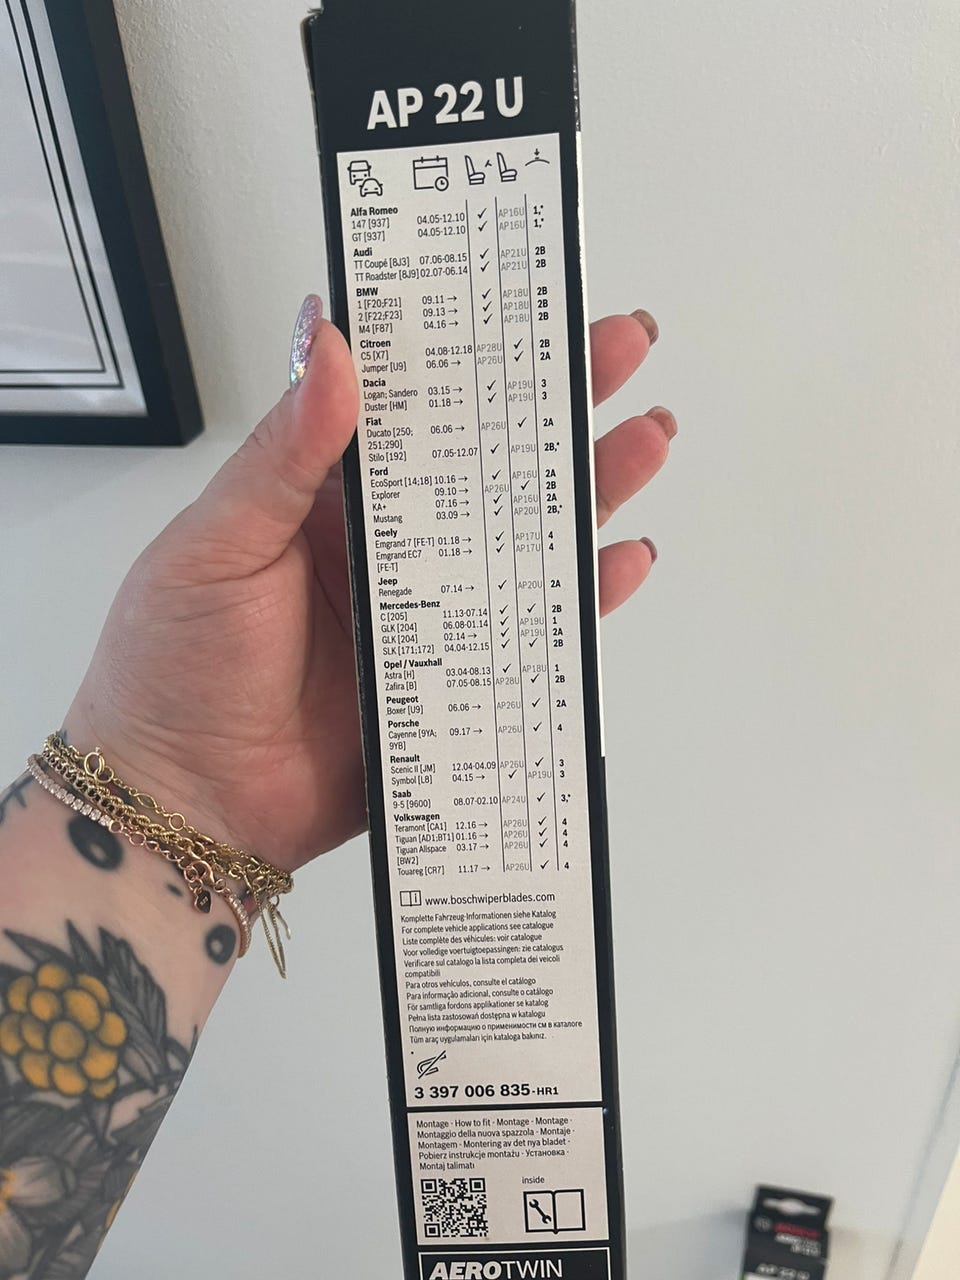 AP 22 U
Alfa Romeo
147 [937] 04.05-12.10 ✓ AP16U 1,*
GT [937] 04.05-12.10 ✓ AP16U 1,*
Audi
TT Coupé [8J3] 07.06-08.15 ✓ AP21U 2B
TT Roadster [8J9] 02.07-06.14 ✓ AP21U 2B
BMW
1 [F20;F21] 09.11 → ✓ AP18U 2B
2 [F22;F23] 09.13 → ✓ AP18U 2B
M4 [F87] 04.16 → ✓ AP18U 2B
Citroen
C5 [X7] 04.08-12.18 AP28U ✓ 2B
Jumper [U9] 06.06 → AP26U ✓ 2A
Dacia
Logan; Sandero 03.15 → ✓ AP19U 3
Duster [HM] 01.18 → ✓ AP19U 3
Fiat
Ducato [250; 06.06 → AP26U ✓ 2A
251;290]
Stilo [192] 07.05-12.07 ✓ AP19U 2B,*
Ford
EcoSport [14;18] 10.16 → ✓ AP16U 2A
Explorer 09.10 → AP26U ✓ 2B
KA+ 07.16 → ✓ AP16U 2A
Mustang 03.09 → ✓ AP20U 2B,*
Geely
Emgrand 7 [FE-T] 01.18 → ✓ AP17U 4
Emgrand EC7 01.18 → ✓ AP17U 4
[FE-T]
Jeep
Renegade 07.14 → ✓ AP20U 2A
Mercedes-Benz
C [205] 11.13-07.14 ✓ ✓ 2B
GLK [204] 06.08-01.14 ✓ AP19U 1
GLK [204] 02.14 → ✓ AP19U 2A
SLK [171;172] 04.04-12.15 ✓ ✓ 2B
Opel / Vauxhall
Astra [H] 03.04-08.13 ✓ AP18U 1
Zafira [B] 07.05-08.15 AP28U ✓ 2B
Peugeot
Boxer [U9] 06.06 → AP26U ✓ 2A
Porsche
Cayenne [9YA; 09.17 → AP26U ✓ 4
9YB]
Renault
Scenic II [JM] 12.04-04.09 AP26U ✓ 3
Symbol [L8] 04.15 → ✓ AP19U 3
Saab
9-5 [9600] 08.07-02.10 AP24U ✓ 3,*
Volkswagen
Teramont [CA1] 12.16 → AP26U ✓ 4
Tiguan [AD1;BT1] 01.16 → AP26U ✓ 4
Tiguan Allspace 03.17 → AP26U ✓ 4
[BW2]
Touareg [CR7] 11.17 → AP26U ✓ 4
www.boschwiperblades.com
Komplette Fahrzeug-Informationen siehe Katalog
For complete vehicle applications see catalogue
Liste complète des véhicules: voir catalogue
Voor volledige voertuigtoepassingen: zie catalogus
Verificare sul catalogo la lista completa dei veicoli
compatibili
Para otros vehículos, consulte el catálogo
Para informação adicional, consulte o catálogo
För samtliga fordons applikationer se katalog
Pełna lista zastosowań dostępna w katalogu
Полную информацию о применимости см в каталоге
Tüm araç uygulamaları için kataloga bakınız.
*
3 397 006 835-HR1
Montage · How to fit · Montage · Montage ·
Montaggio della nuova spazzola · Montaje ·
Montagem · Montering av det nya bladet ·
Pobierz instrukcje montażu · Установка ·
Montaj talimatı
inside
AEROTWIN
BOSCH
AP 22 U